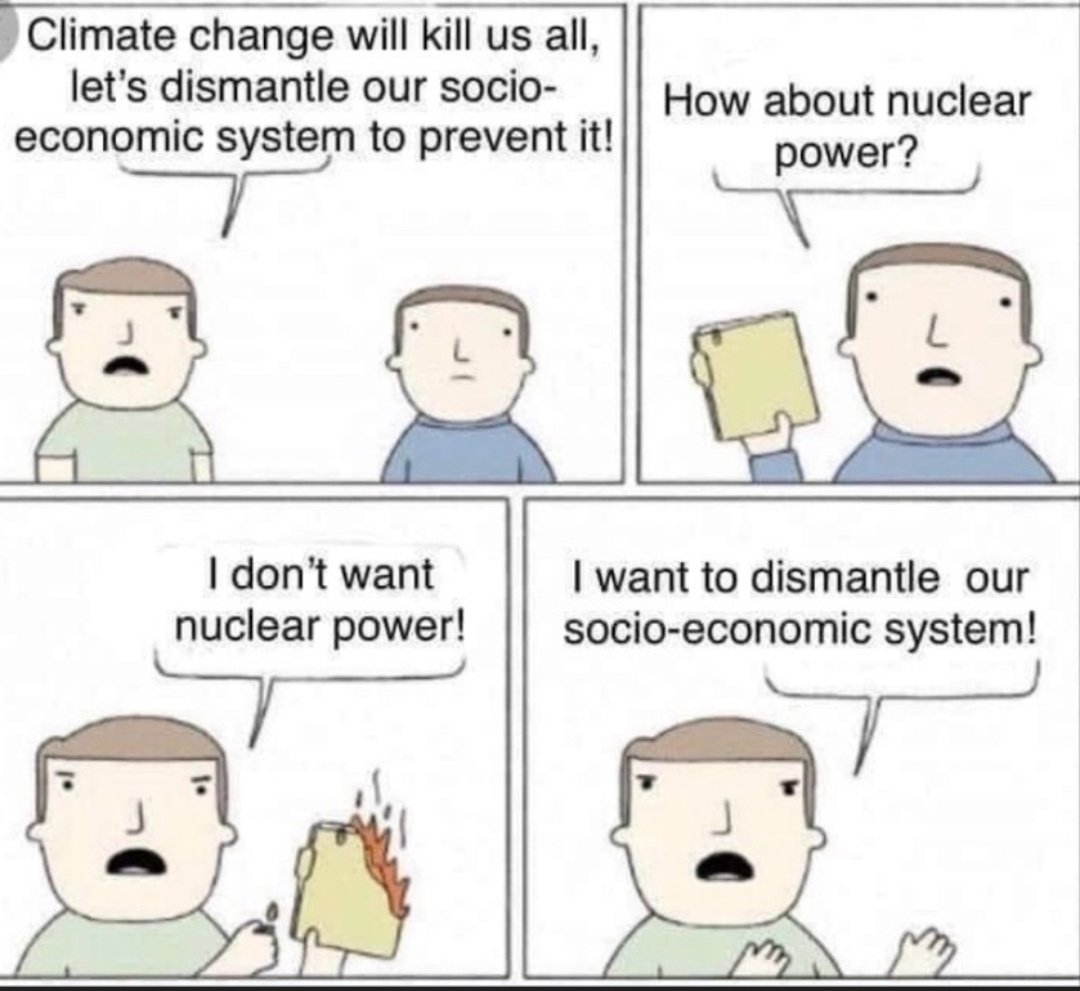 Climate change will kill us all,
let's dismantle our socio-
economic system to prevent it!
How about nuclear
power?
I don't want
nuclear power!
I want to dismantle our
socio-economic system!